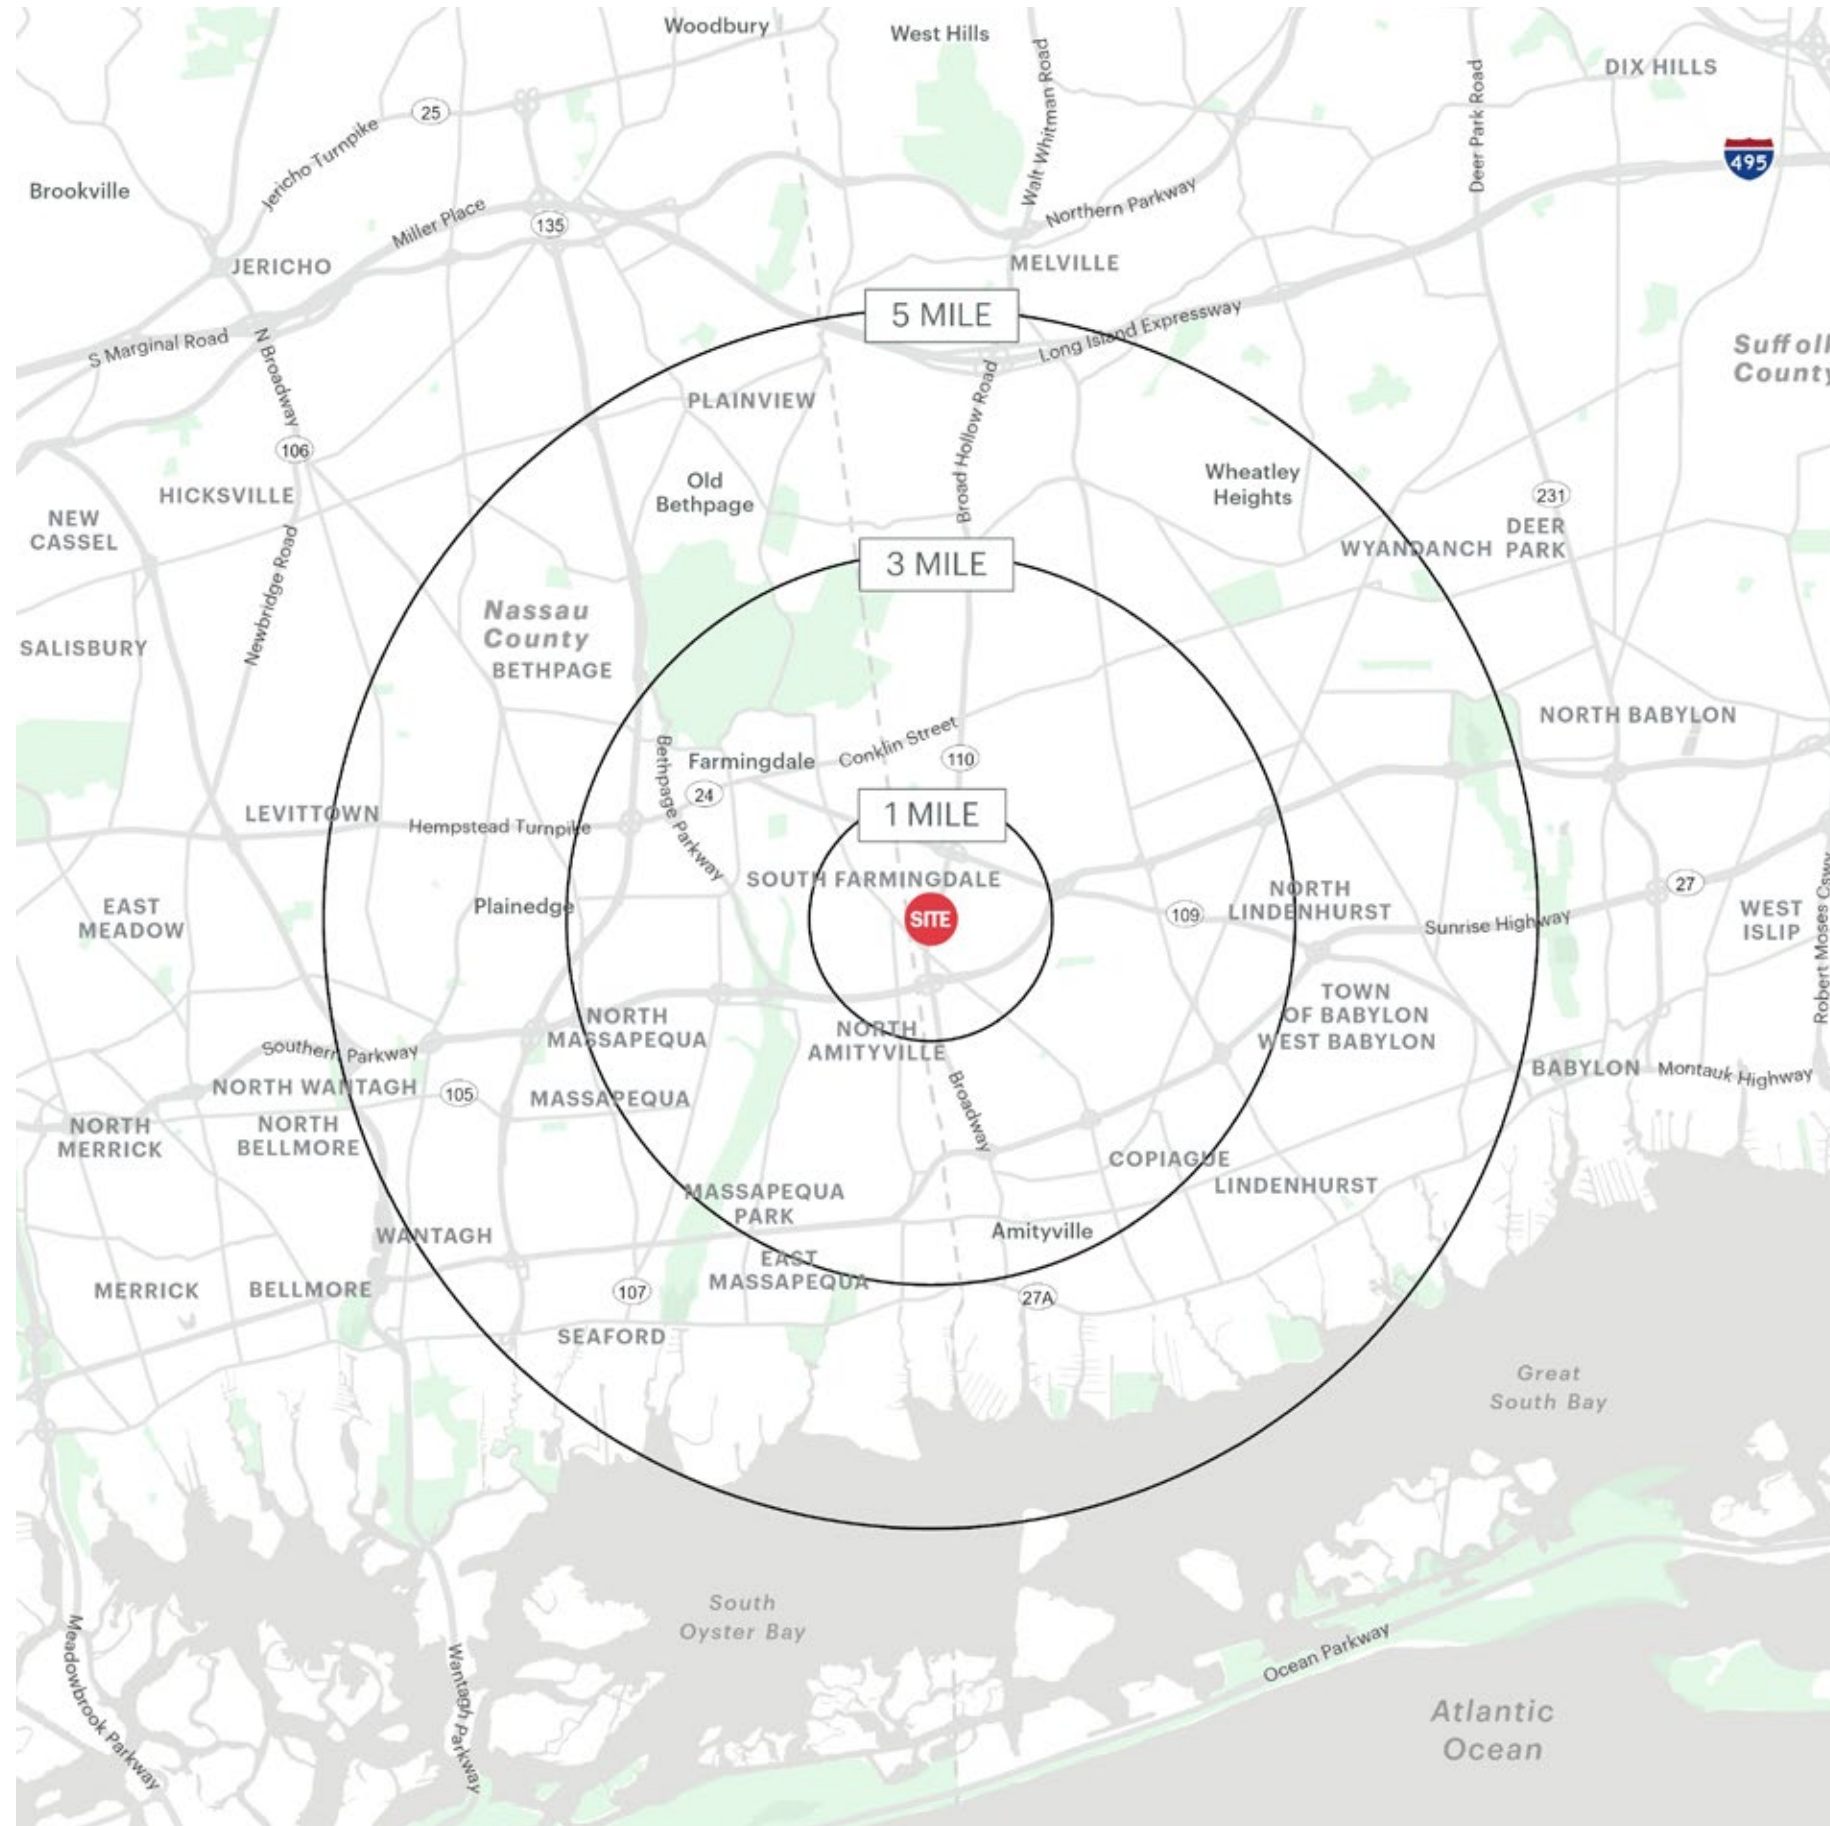 Woodbury
West Hills
DIX HILLS
25
Jericho Turnpike
Walt Whitman Road
Deer Park Road
495
Brookville
Northern Parkway
Miller Place
135
JERICHO
MELVILLE
5 MILE
Long Island Expressway
S Marginal Road
N Broadway
Suffolk
County
PLAINVIEW
Broad Hollow Road
106
HICKSVILLE
Old
Bethpage
Wheatley
Heights
231
NEW
CASSEL
DEER
PARK
WYANDANCH
Newbridge Road
3 MILE
Nassau
County
BETHPAGE
SALISBURY
NORTH BABYLON
Conklin Street
Farmingdale
110
Bethpage Parkway
24
1 MILE
LEVITTOWN
Hempstead Turnpike
SOUTH FARMINGDALE
SITE
Plainedge
EAST
MEADOW
109
NORTH
LINDENHURST
Sunrise Highway
27
WEST
ISLIP
Robert Moses Cswy
TOWN
OF BABYLON
WEST BABYLON
NORTH
MASSAPEQUA
NORTH
AMITYVILLE
Southern Parkway
NORTH WANTAGH
105
MASSAPEQUA
Broadway
BABYLON
Montauk Highway
NORTH
MERRICK
NORTH
BELLMORE
COPIAGUE
LINDENHURST
MASSAPEQUA
PARK
Amityville
WANTAGH
EAST
MASSAPEQUA
MERRICK
BELLMORE
107
27A
SEAFORD
Great
South Bay
South
Oyster Bay
Meadowbrook Parkway
Wantagh Parkway
Ocean Parkway
Atlantic
Ocean